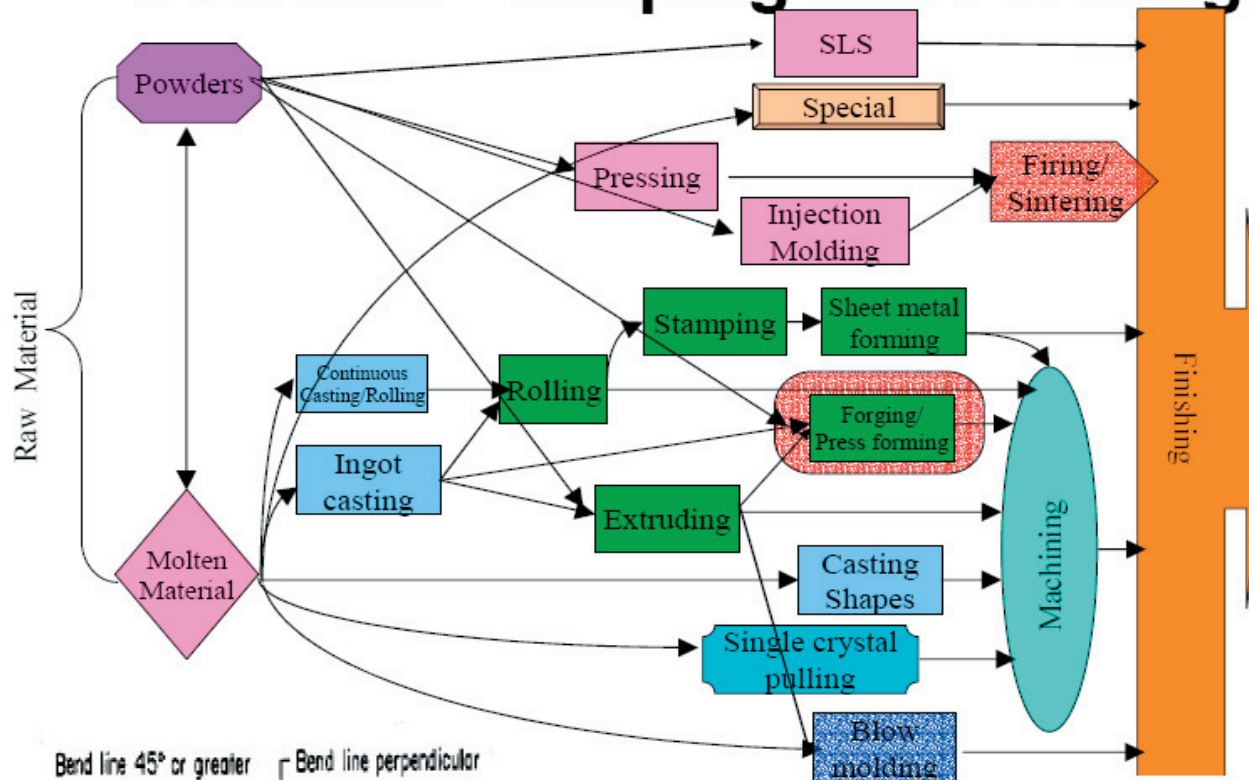 SLS
Powders
Special
Firing/
Sintering
Pressing
Injection
Molding
Raw Material
Stamping
Sheet metal
forming
Continuous
Casting/Rolling
Rolling
Forging/
Press forming
Finishing
Ingot
casting
Extruding
Machining
Molten
Material
Casting
Shapes
Single crystal
pulling
Blow
molding
Bend line 45° or greater
Bend line perpendicular